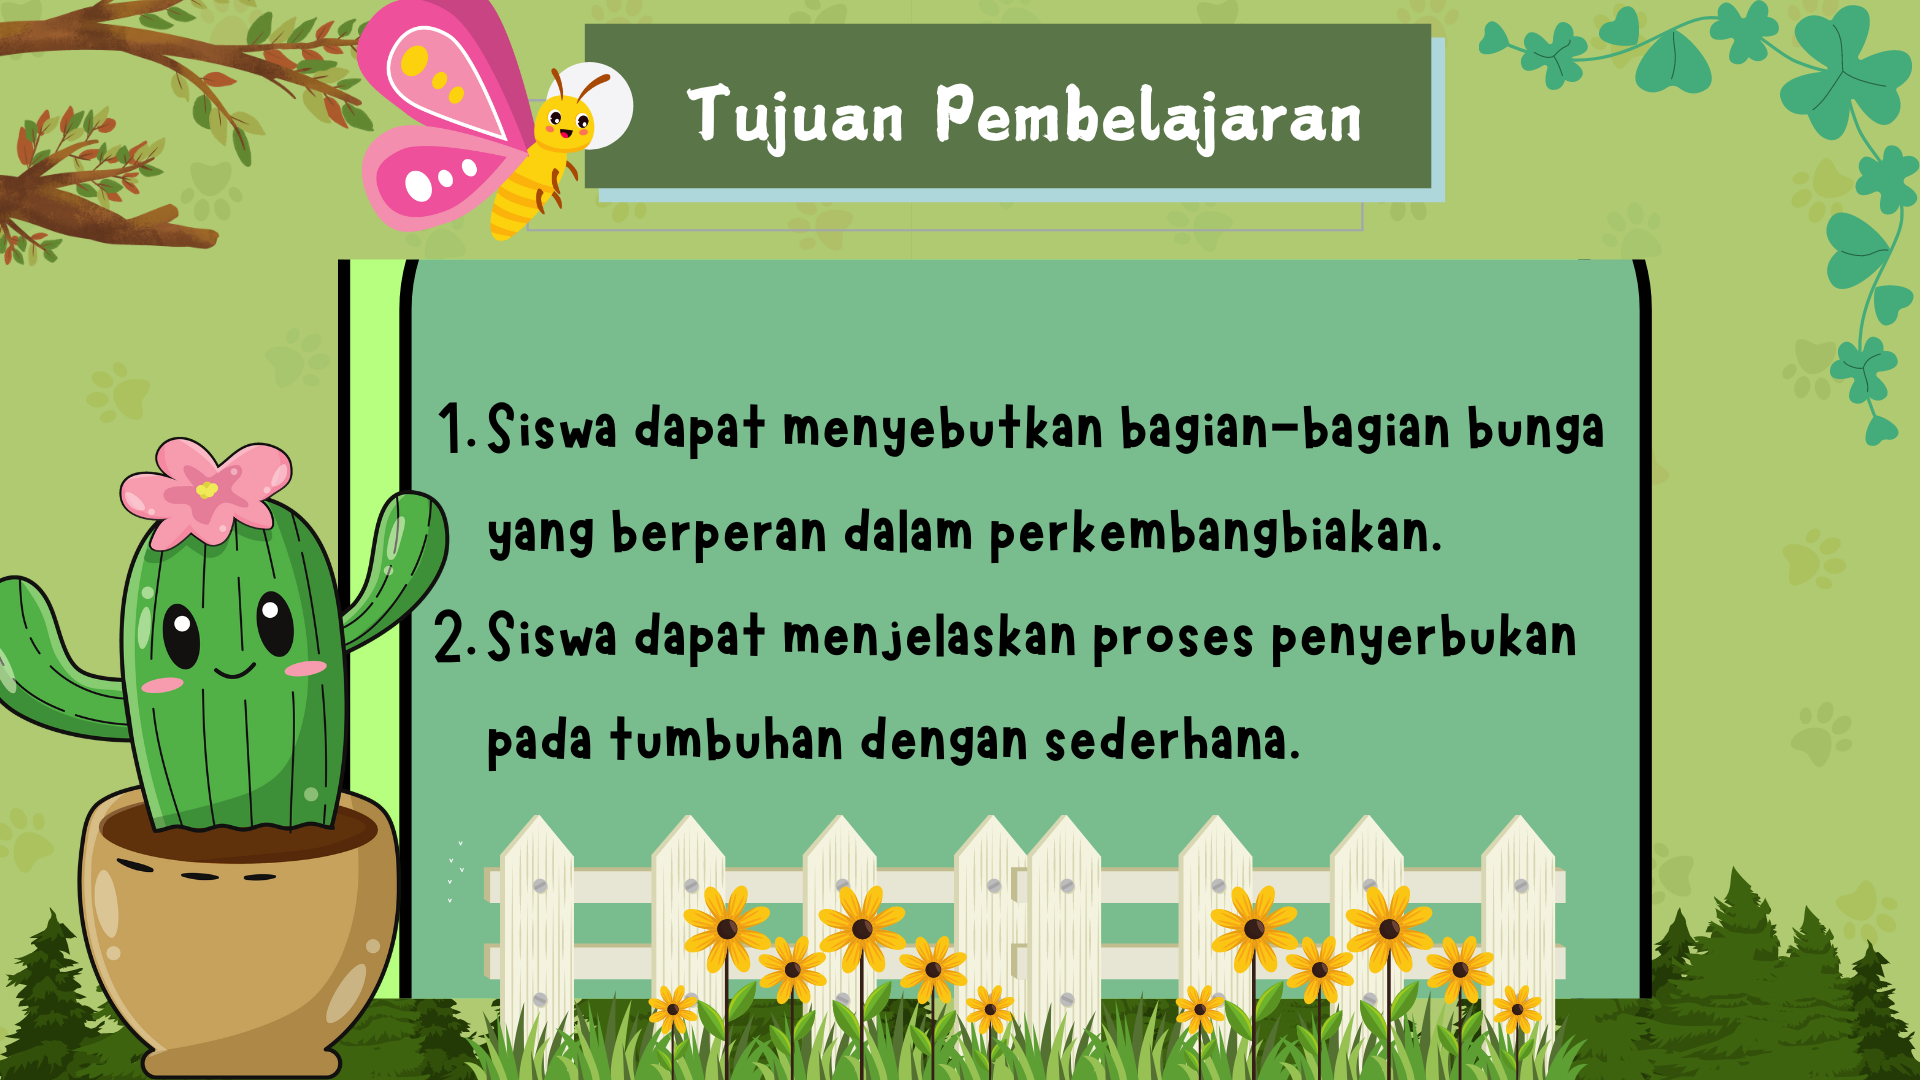 Tujuan Pembelajaran
1. Siswa dapat menyebutkan bagian-bagian bunga
yang berperan dalam perkembangbiakan.
2. Siswa dapat menjelaskan proses penyerbukan
pada tumbuhan dengan sederhana.